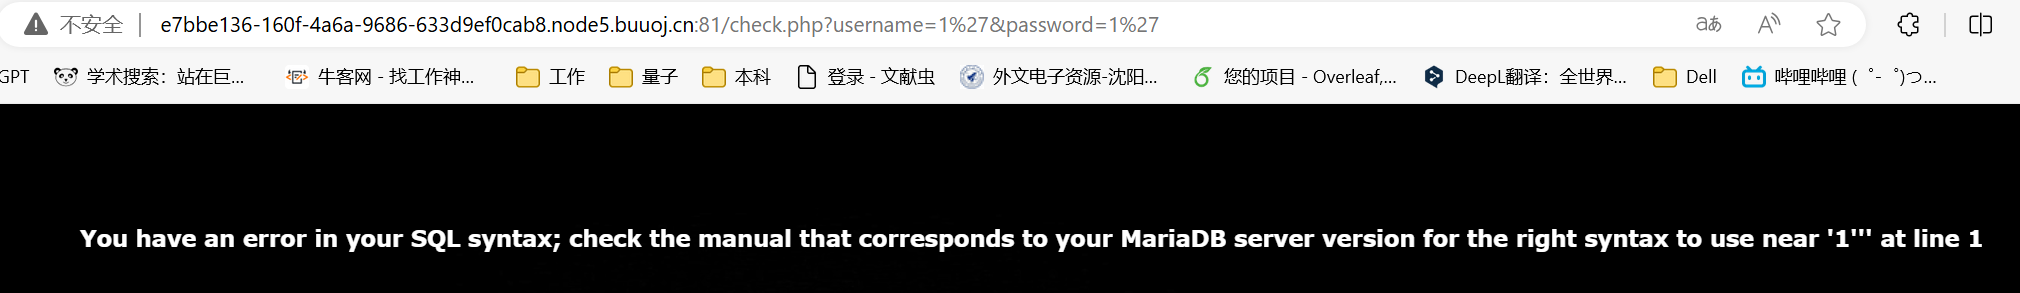 不安全 e7bbe136-160f-4a6a-9686-633d9ef0cab8.node5.buuoj.cn:81/check.php?username=1%27&password=1%27 aあ A
GPT 学术搜索：站在巨... 牛客网 - 找工作神... 工作 量子 本科 登录 - 文献虫 外文电子资源-沈阳... 您的项目 - Overleaf,... DeepL翻译：全世界... Dell 哔哩哔哩 (゜-゜)つ...
You have an error in your SQL syntax; check the manual that corresponds to your MariaDB server version for the right syntax to use near '1''' at line 1